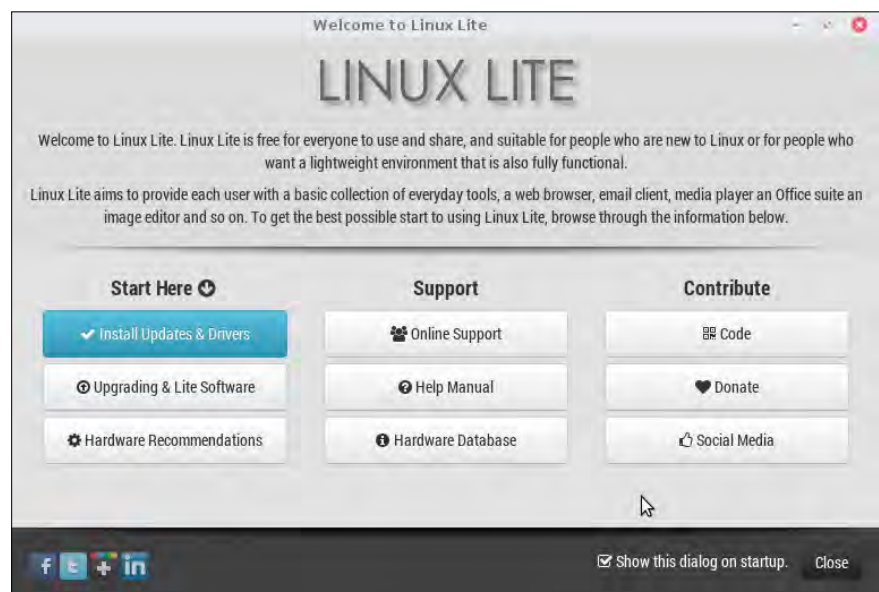 Welcome to Linux Lite
LINUX LITE
Welcome to Linux Lite. Linux Lite is free for everyone to use and share, and suitable for people who are new to Linux or for people who
want a lightweight environment that is also fully functional.
Linux Lite aims to provide each user with a basic collection of everyday tools, a web browser, email client, media player an Office suite an
image editor and so on. To get the best possible start to using Linux Lite, browse through the information below.
Start Here
Install Updates & Drivers
Upgrading & Lite Software
Hardware Recommendations
Support
Online Support
Help Manual
Hardware Database
Contribute
Code
Donate
Social Media
f t + in
Show this dialog on startup.
Close